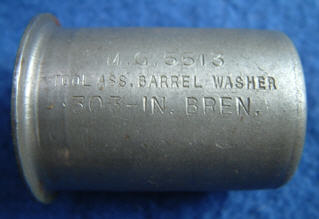 M.G. 5513
TOOL ASS. BARREL WASHER
.303-IN. BREN.